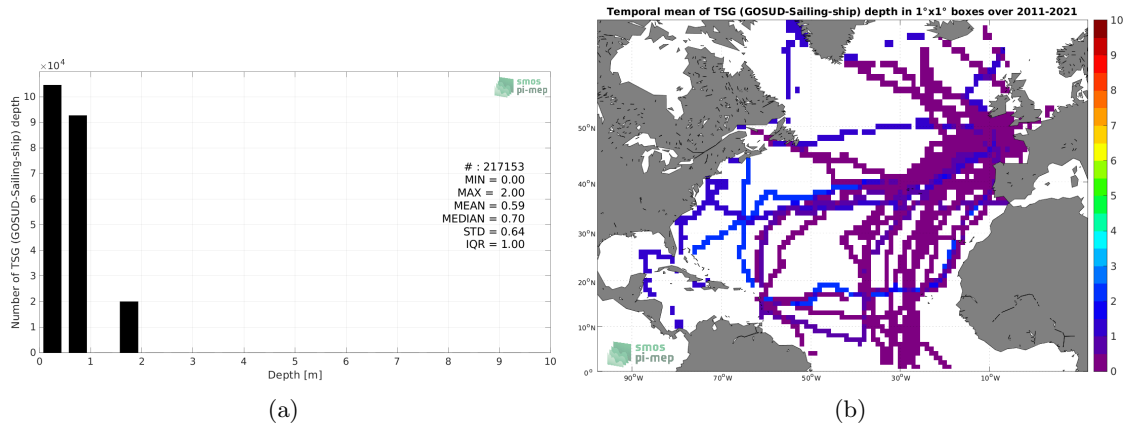 ×10⁴
10
9
8
7
6
5
4
3
2
1
0
Number of TSG (GOSUD-Sailing-ship) depth
smos
pi-mep
# : 217153
MIN = 0.00
MAX = 2.00
MEAN = 0.59
MEDIAN = 0.70
STD = 0.64
IQR = 1.00
0 1 2 3 4 5 6 7 8 9 10
Depth [m]
(a)
Temporal mean of TSG (GOSUD-Sailing-ship) depth in 1°x1° boxes over 2011-2021
50°N
40°N
30°N
20°N
10°N
0°
90°W 70°W 50°W 30°W 10°W
smos
pi-mep
10
9
8
7
6
5
4
3
2
1
0
(b)